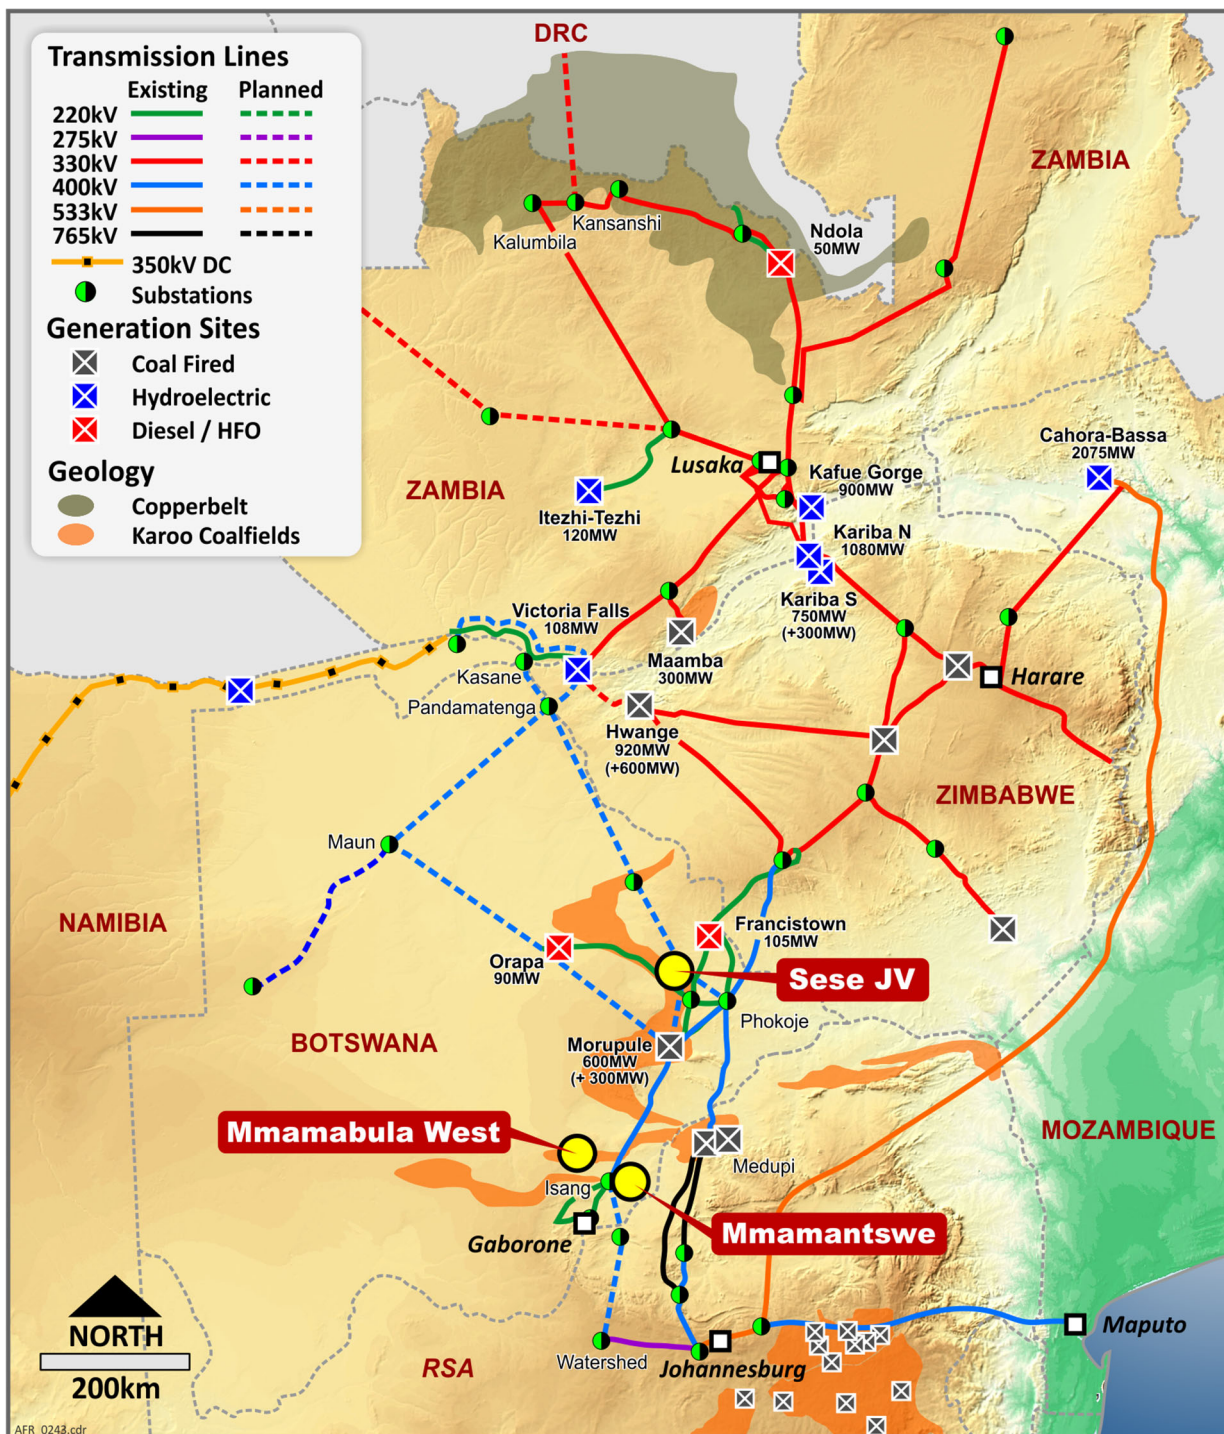 Transmission Lines
Existing Planned
220kV
275kV
330kV
400kV
533kV
765kV
350kV DC
Substations
Generation Sites
Coal Fired
Hydroelectric
Diesel / HFO
Geology
Copperbelt
Karoo Coalfields
DRC
ZAMBIA
Kansanshi
Kalumbila
Ndola
50MW
Cahora-Bassa
2075MW
Lusaka
Kafue Gorge
900MW
ZAMBIA
Itezhi-Tezhi
120MW
Kariba N
1080MW
Kariba S
750MW
(+300MW)
Victoria Falls
108MW
Maamba
300MW
Kasane
Harare
Pandamatenga
Hwange
920MW
(+600MW)
ZIMBABWE
Maun
NAMIBIA
Francistown
105MW
Orapa
90MW
Sese JV
Phokoje
BOTSWANA
Morupule
600MW
(+ 300MW)
Mmamabula West
MOZAMBIQUE
Medupi
Isang
Mmamantswe
Gaborone
NORTH
200km
Maputo
Watershed
Johannesburg
RSA
AFR_0243.cdr